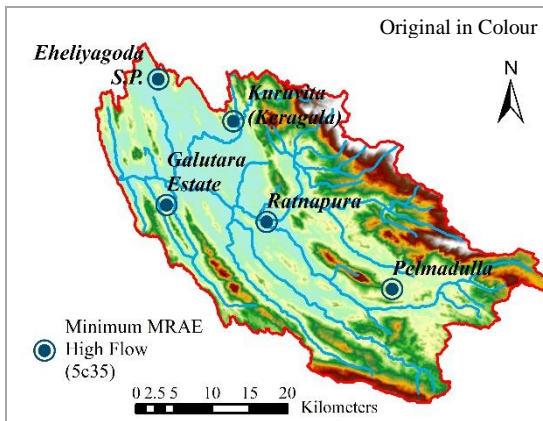 Original in Colour
Eheliyagoda
S.P.
N
Kuruvita
(Keragala)
Galutara
Estate
Ratnapura
Pelmadulla
Minimum MRAE
High Flow
(5c35)
0 2.5 5 10 15 20
Kilometers